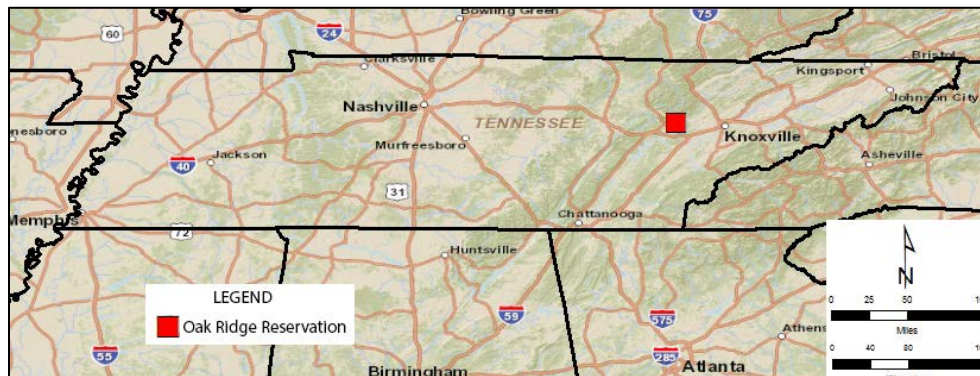 Bowling Green
75
60
24
Clarksville
Kingsport
Bristol
Johnson City
nesboro
Nashville
TENNESSEE
Knoxville
Murfreesboro
Asheville
Jackson
40
31
Memphis
72
Chattanooga
Huntsville
N
LEGEND
Oak Ridge Reservation
0 25 50 10
Miles
0 40 80 16
59
575
Athens
55
285
Atlanta
Birmingham